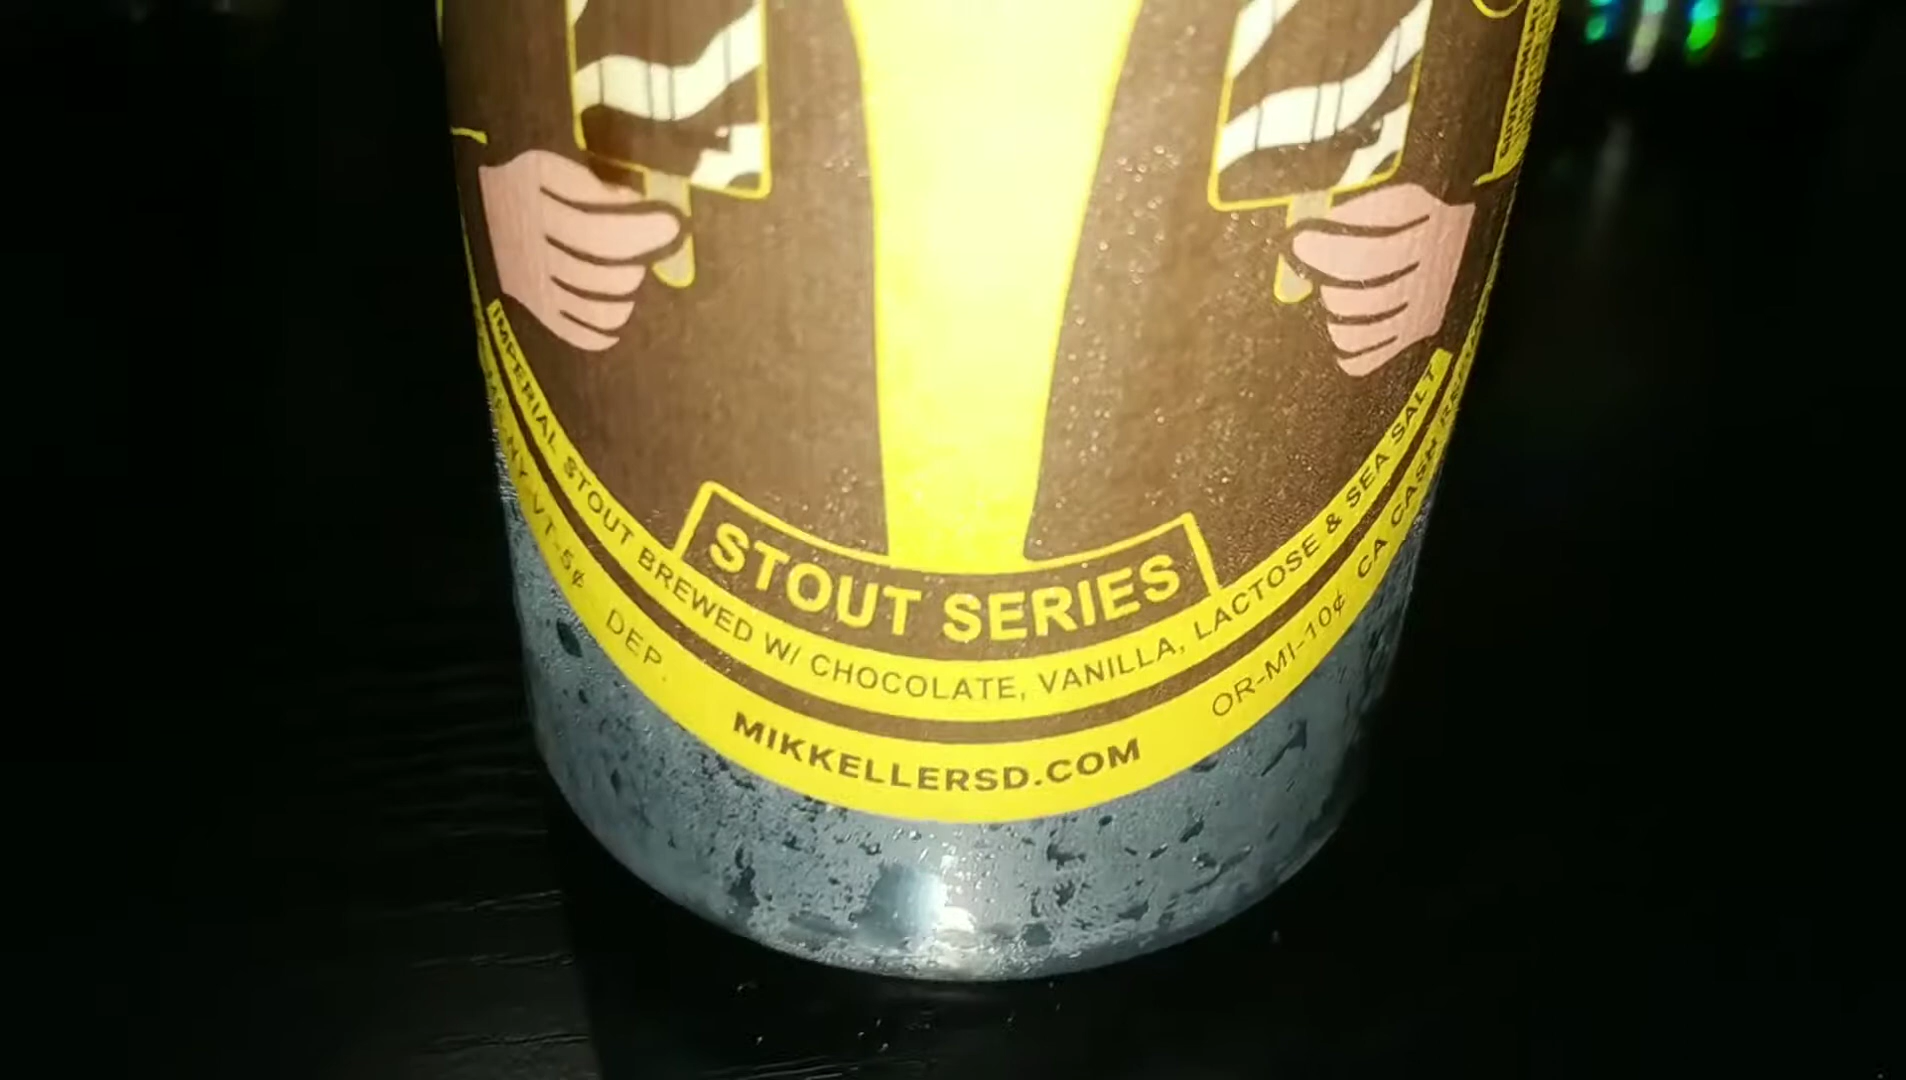 STOUT SERIES
IMPERIAL STOUT BREWED W/ CHOCOLATE, VANILLA, LACTOSE & SEA SALT
VT-5¢ DEP
MIKKELLERSD.COM
OR-MI-10¢ CA CASH